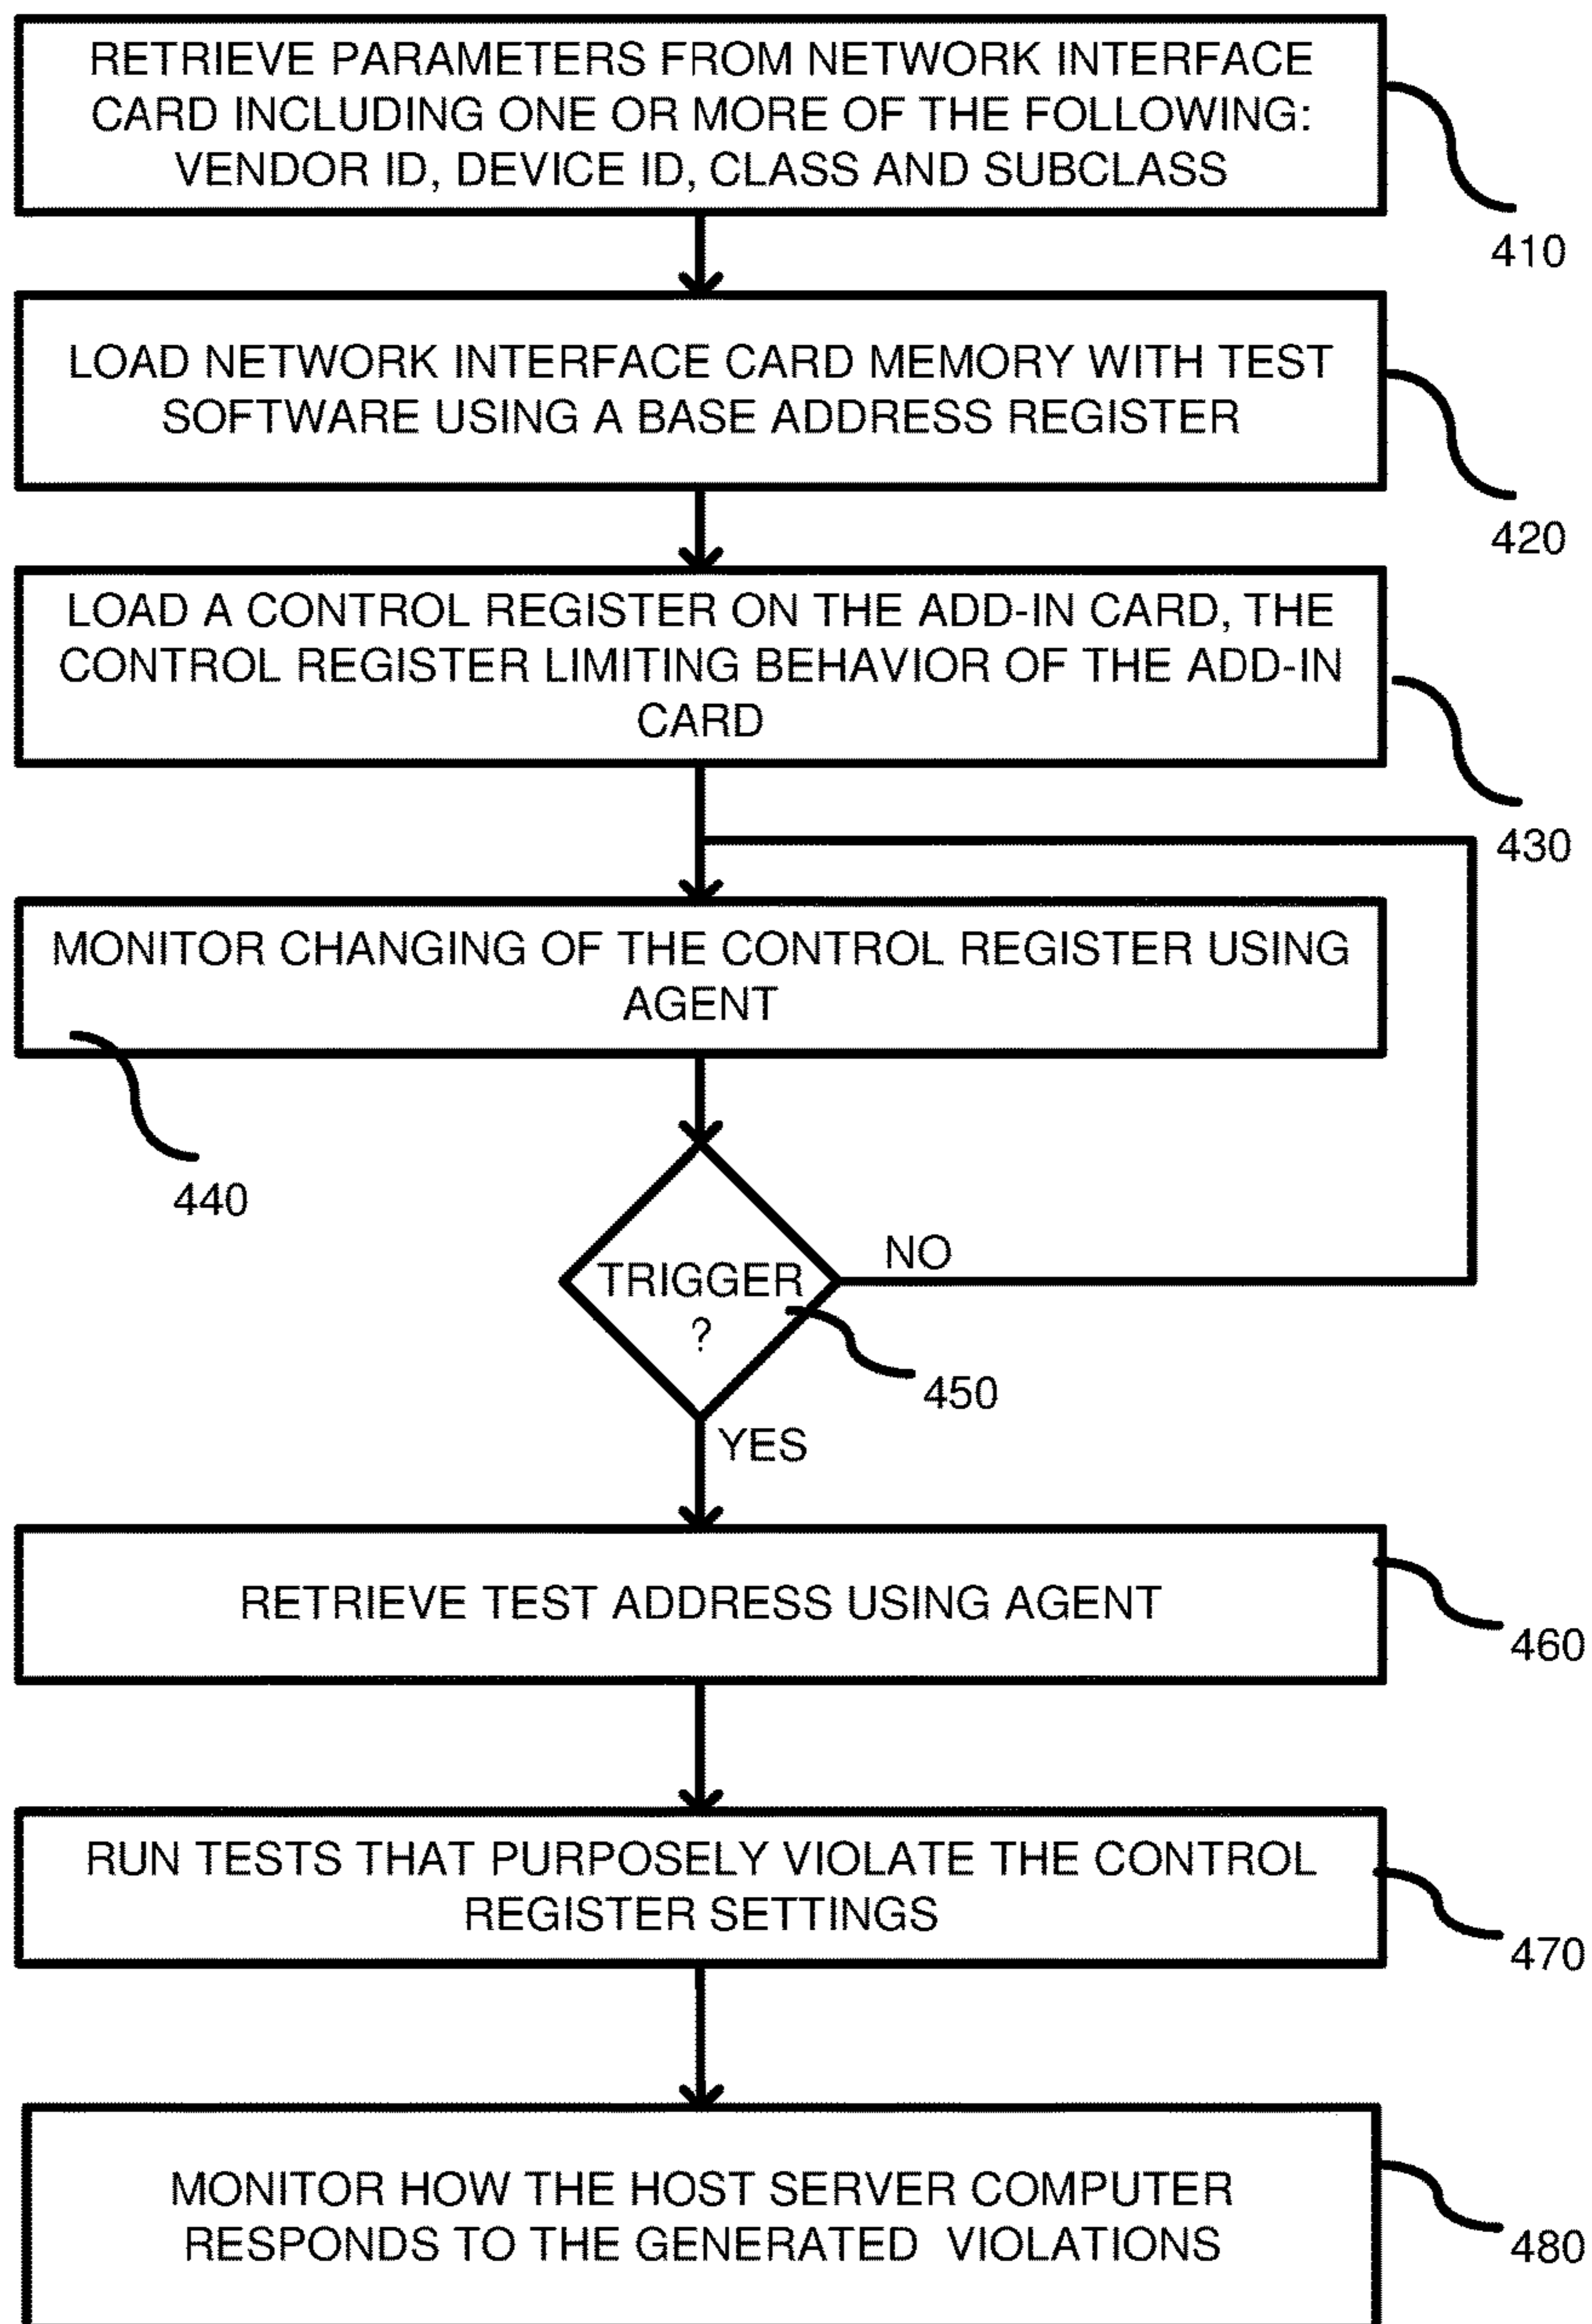 RETRIEVE PARAMETERS FROM NETWORK INTERFACE
CARD INCLUDING ONE OR MORE OF THE FOLLOWING:
VENDOR ID, DEVICE ID, CLASS AND SUBCLASS
410
LOAD NETWORK INTERFACE CARD MEMORY WITH TEST
SOFTWARE USING A BASE ADDRESS REGISTER
420
LOAD A CONTROL REGISTER ON THE ADD-IN CARD, THE
CONTROL REGISTER LIMITING BEHAVIOR OF THE ADD-IN
CARD
430
MONITOR CHANGING OF THE CONTROL REGISTER USING
AGENT
440
NO
TRIGGER
?
450
YES
RETRIEVE TEST ADDRESS USING AGENT
460
RUN TESTS THAT PURPOSELY VIOLATE THE CONTROL
REGISTER SETTINGS
470
MONITOR HOW THE HOST SERVER COMPUTER
RESPONDS TO THE GENERATED VIOLATIONS
480